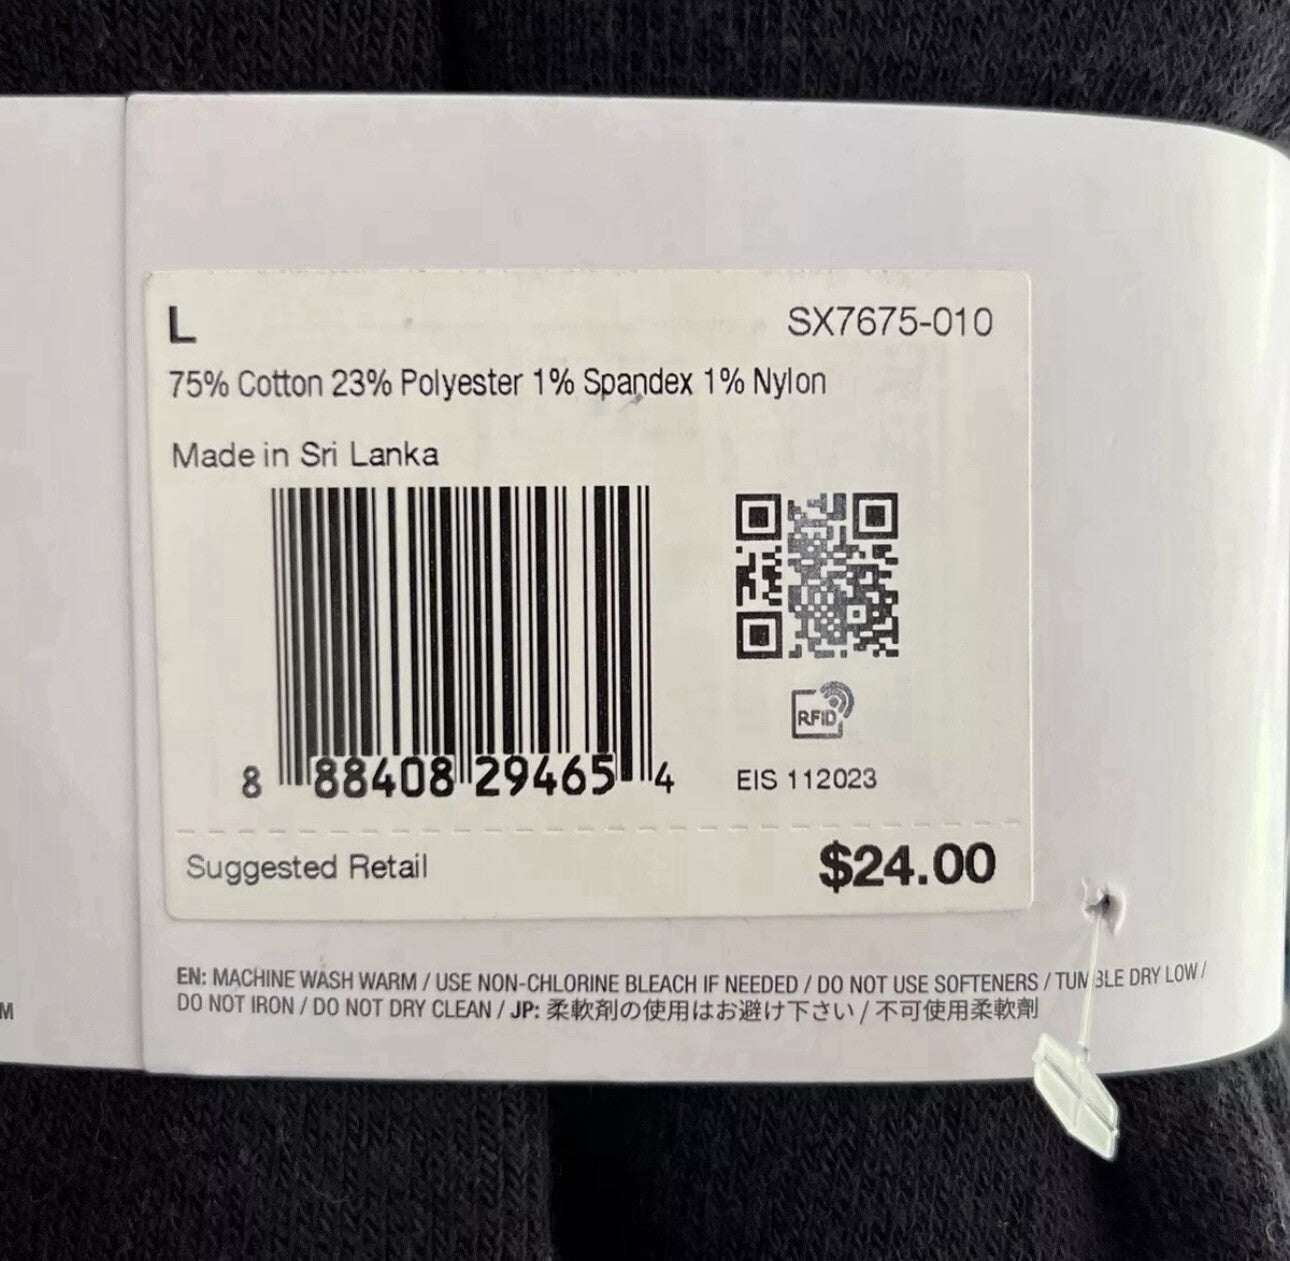 L
SX7675-010
75% Cotton 23% Polyester 1% Spandex 1% Nylon
Made in Sri Lanka
RFID
8 88408 29465 4
EIS 112023
Suggested Retail
$24.00
EN: MACHINE WASH WARM / USE NON-CHLORINE BLEACH IF NEEDED / DO NOT USE SOFTENERS / TUMBLE DRY LOW /
DO NOT IRON / DO NOT DRY CLEAN / JP: 柔軟剤の使用はお避け下さい / 不可使用柔軟劑
M